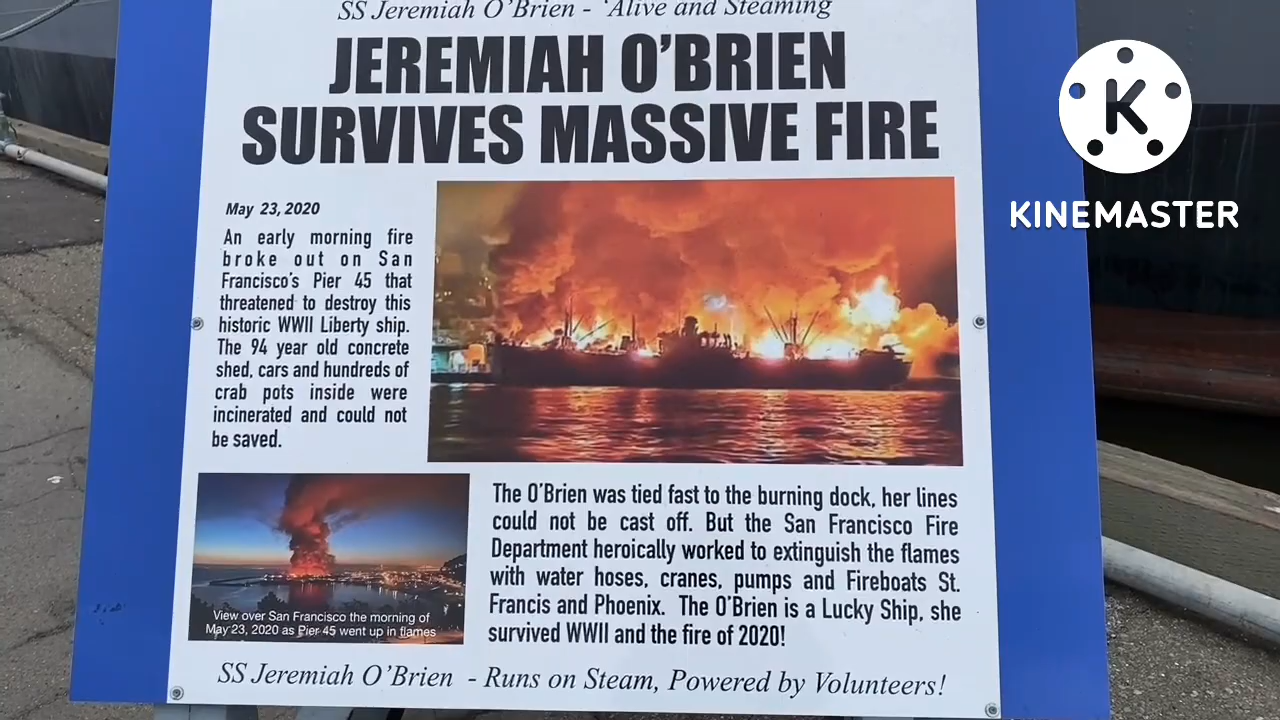 SS Jeremiah O'Brien - 'Alive and Steaming
JEREMIAH O'BRIEN
SURVIVES MASSIVE FIRE
May 23, 2020
An early morning fire
broke out on San
Francisco's Pier 45 that
threatened to destroy this
historic WWII Liberty ship.
The 94 year old concrete
shed, cars and hundreds of
crab pots inside were
incinerated and could not
be saved.
View over San Francisco the morning of
May 23, 2020 as Pier 45 went up in flames
The O'Brien was tied fast to the burning dock, her lines
could not be cast off. But the San Francisco Fire
Department heroically worked to extinguish the flames
with water hoses, cranes, pumps and Fireboats St.
Francis and Phoenix. The O'Brien is a Lucky Ship, she
survived WWII and the fire of 2020!
SS Jeremiah O'Brien - Runs on Steam, Powered by Volunteers!
K
KINEMASTER